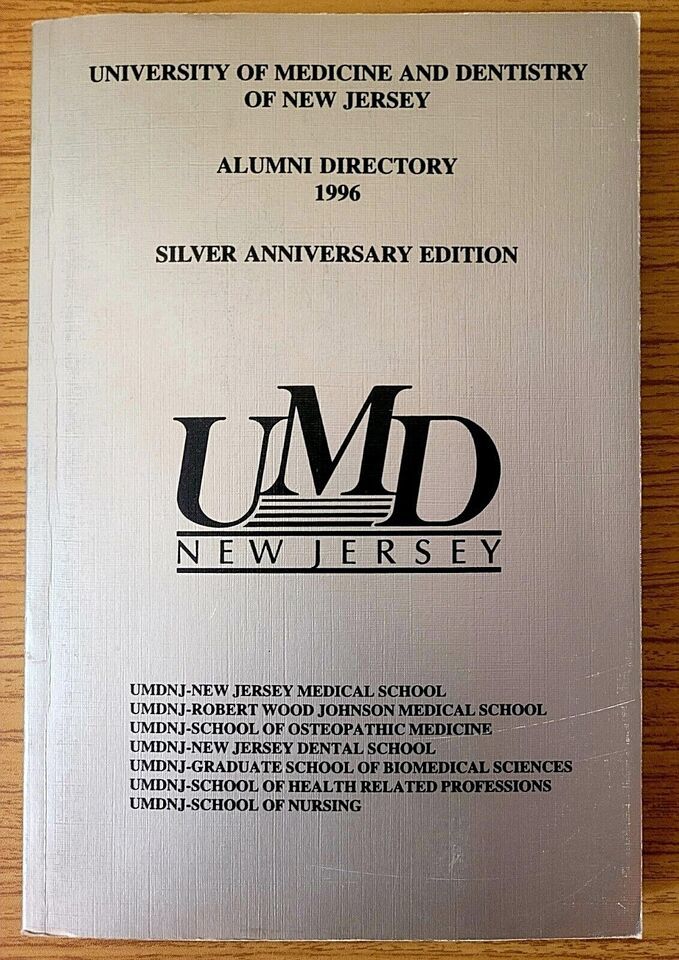 UNIVERSITY OF MEDICINE AND DENTISTRY
OF NEW JERSEY
ALUMNI DIRECTORY
1996
SILVER ANNIVERSARY EDITION
UMD
NEW JERSEY
UMDNJ-NEW JERSEY MEDICAL SCHOOL
UMDNJ-ROBERT WOOD JOHNSON MEDICAL SCHOOL
UMDNJ-SCHOOL OF OSTEOPATHIC MEDICINE
UMDNJ-NEW JERSEY DENTAL SCHOOL
UMDNJ-GRADUATE SCHOOL OF BIOMEDICAL SCIENCES
UMDNJ-SCHOOL OF HEALTH RELATED PROFESSIONS
UMDNJ-SCHOOL OF NURSING